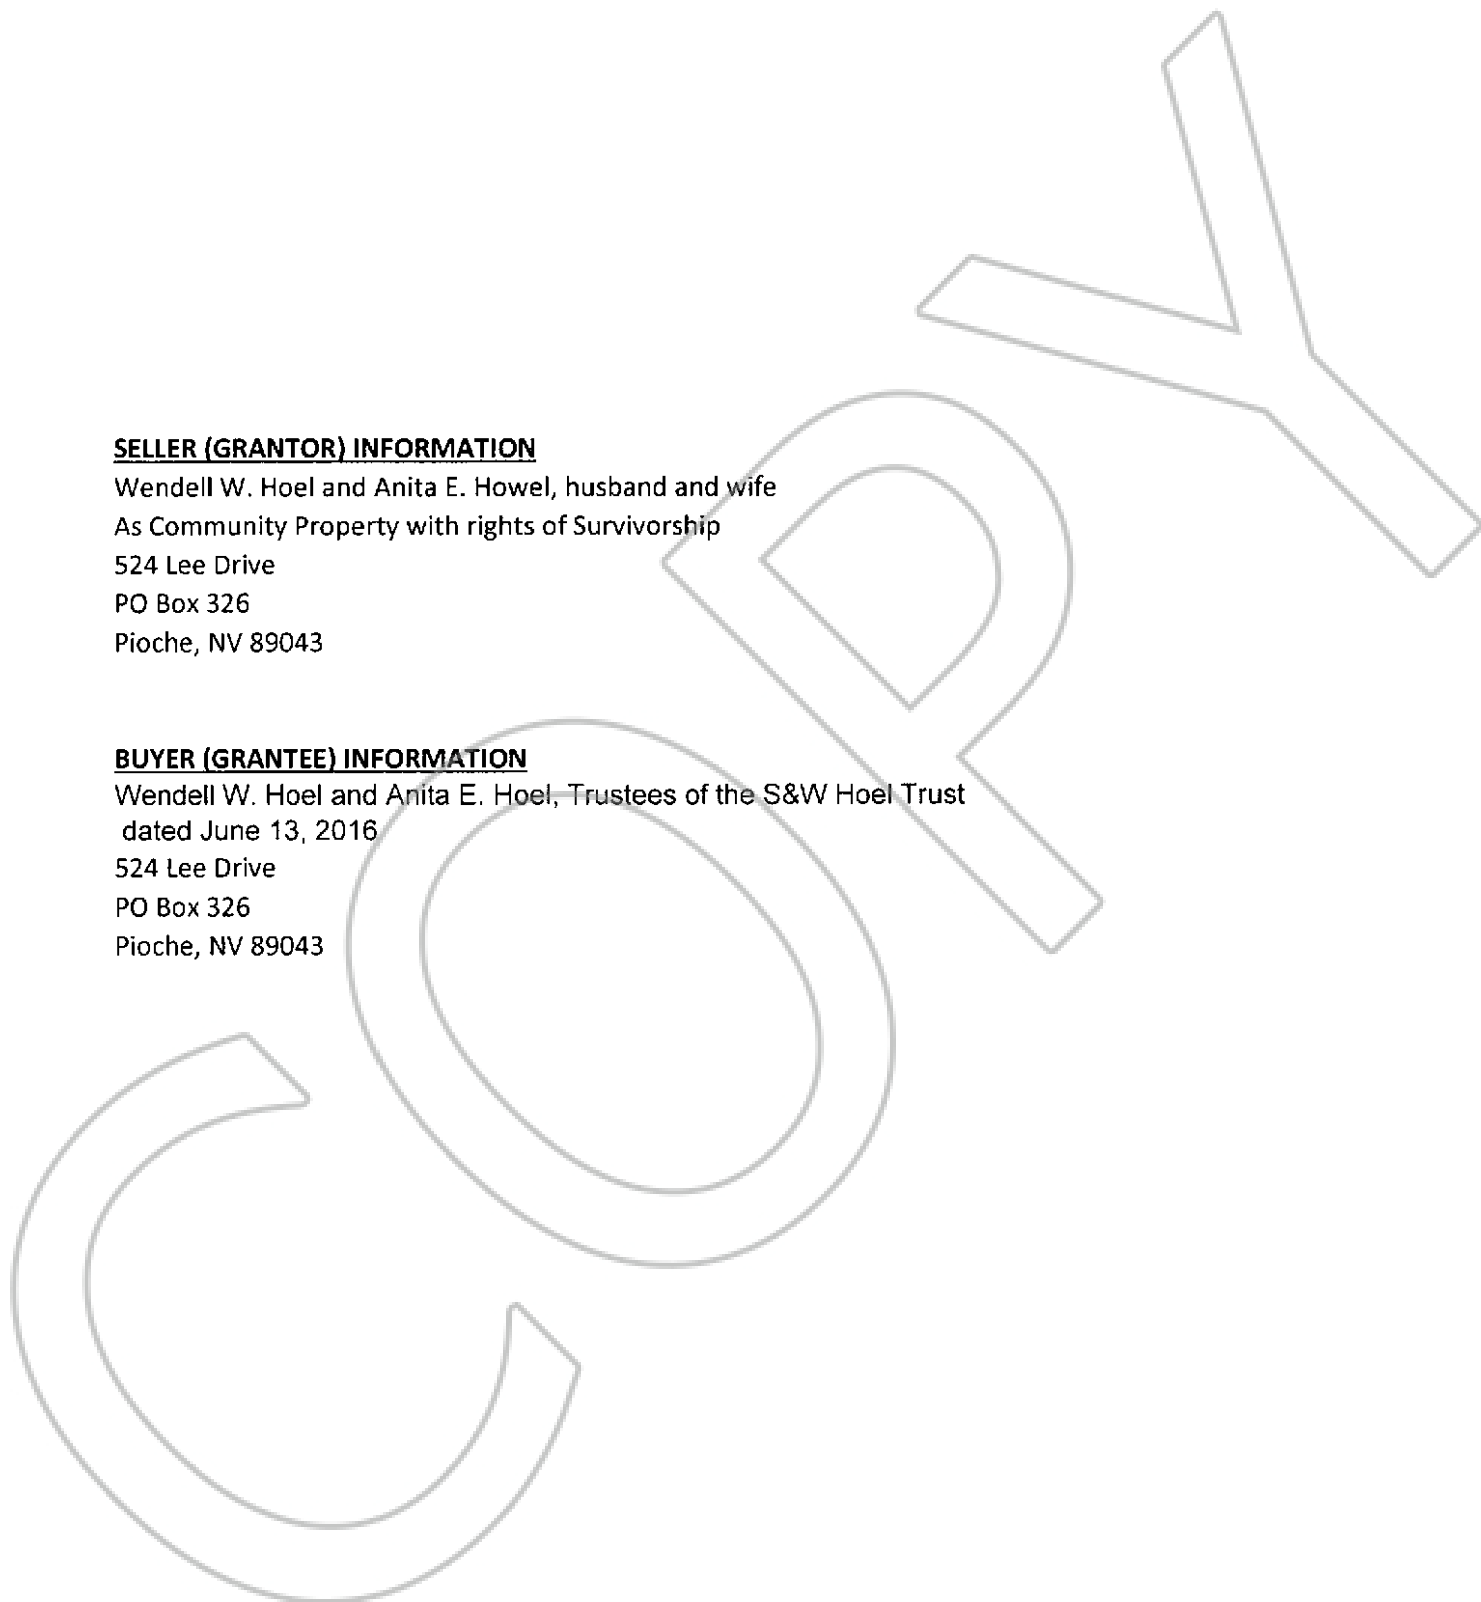 SELLER (GRANTOR) INFORMATION
Wendell W. Hoel and Anita E. Howel, husband and wife
As Community Property with rights of Survivorship
524 Lee Drive
PO Box 326
Pioche, NV 89043
BUYER (GRANTEE) INFORMATION
Wendell W. Hoel and Anita E. Hoel, Trustees of the S&W Hoel Trust
dated June 13, 2016
524 Lee Drive
PO Box 326
Pioche, NV 89043
COPY